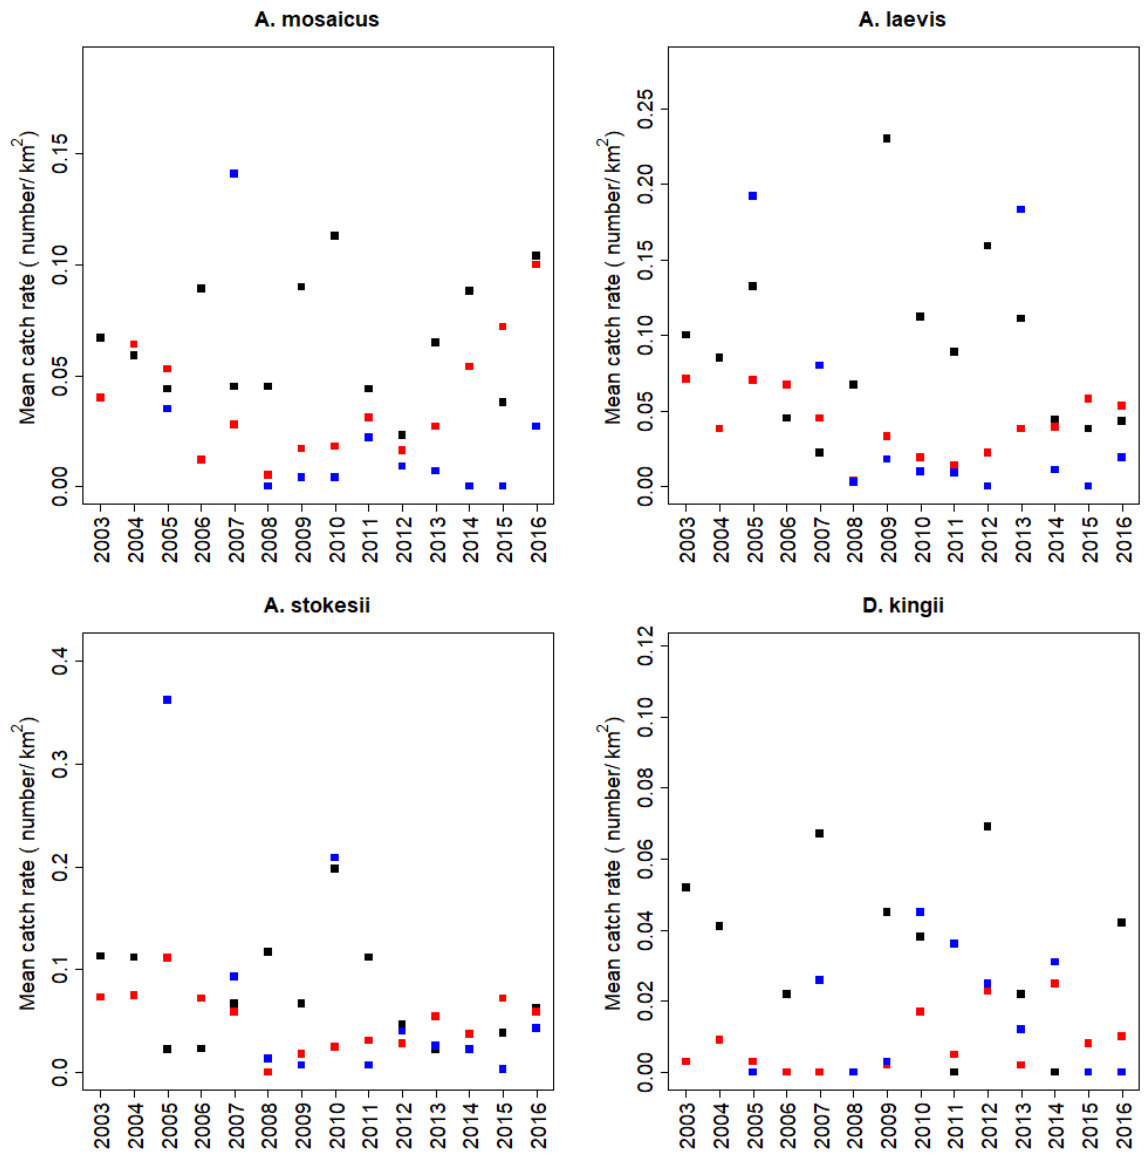 A. mosaicus
Mean catch rate ( number/ km²)
0.00 0.05 0.10 0.15
2003 2004 2005 2006 2007 2008 2009 2010 2011 2012 2013 2014 2015 2016
A. laevis
Mean catch rate ( number/ km²)
0.00 0.05 0.10 0.15 0.20 0.25
2003 2004 2005 2006 2007 2008 2009 2010 2011 2012 2013 2014 2015 2016
A. stokesii
Mean catch rate ( number/ km²)
0.0 0.1 0.2 0.3 0.4
2003 2004 2005 2006 2007 2008 2009 2010 2011 2012 2013 2014 2015 2016
D. kingii
Mean catch rate ( number/ km²)
0.00 0.02 0.04 0.06 0.08 0.10 0.12
2003 2004 2005 2006 2007 2008 2009 2010 2011 2012 2013 2014 2015 2016